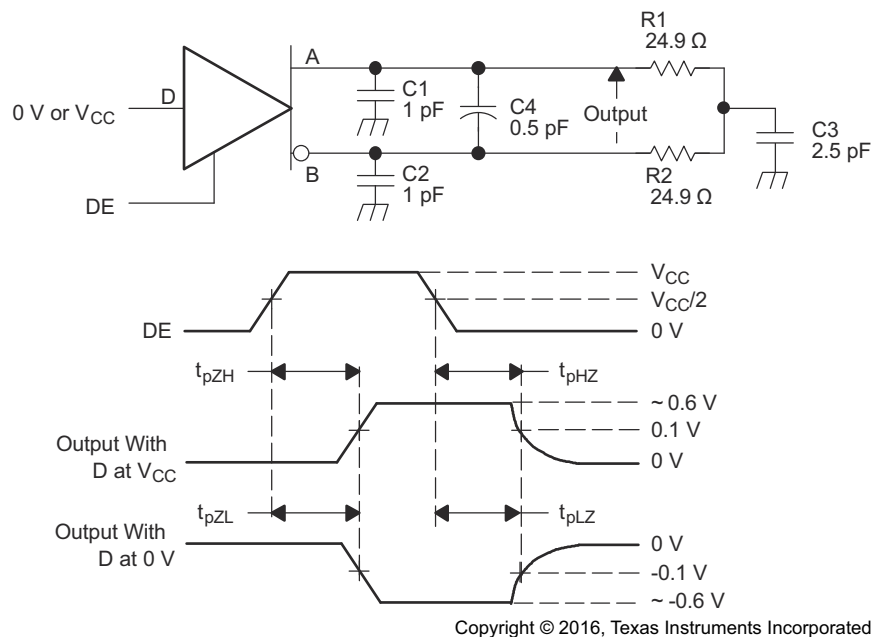 R1
24.9 Ω
A
C1
1 pF
C4
0.5 pF
Output
D
0 V or VCC
C3
2.5 pF
B
C2
1 pF
R2
24.9 Ω
DE
VCC
VCC/2
DE
0 V
tpZH
tpHZ
~ 0.6 V
0.1 V
Output With
D at VCC
0 V
tpZL
tpLZ
Output With
D at 0 V
0 V
-0.1 V
~ -0.6 V
Copyright © 2016, Texas Instruments Incorporated